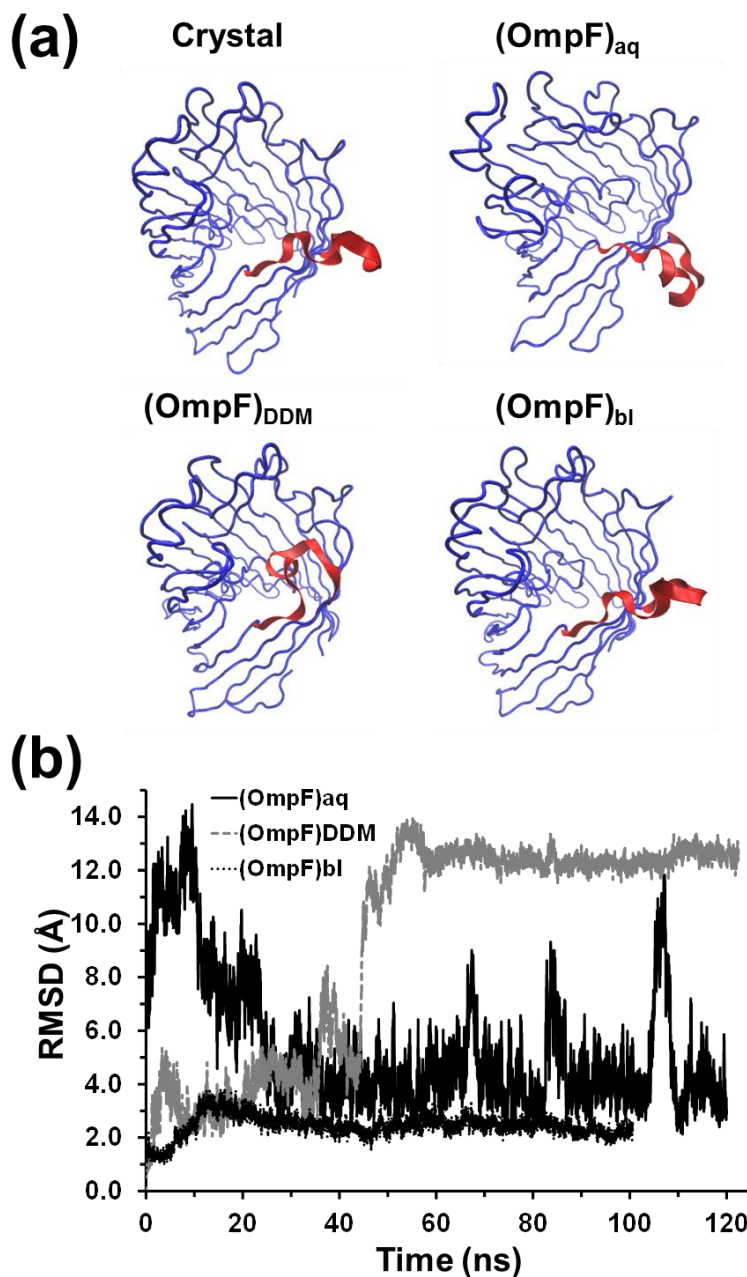 (a)
Crystal
(OmpF)aq
(OmpF)DDM
(OmpF)bl
(b)
(OmpF)aq
(OmpF)DDM
(OmpF)bl
14.0
12.0
10.0
8.0
6.0
4.0
2.0
0.0
RMSD (Å)
0 20 40 60 80 100 120
Time (ns)